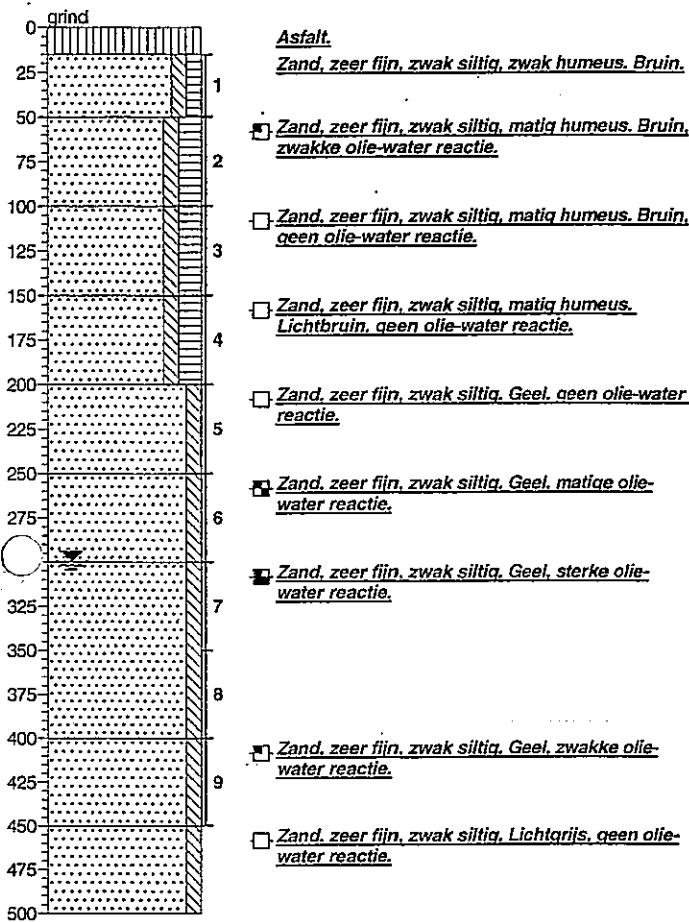 grind
0
25
50
75
100
125
150
175
200
225
250
275
325
350
375
400
425
450
475
500
1
2
3
4
5
6
7
8
9
Asfalt.
Zand, zeer fijn, zwak siltig, zwak humeus. Bruin.
Zand, zeer fijn, zwak siltig, matig humeus. Bruin,
zwakke olie-water reactie.
Zand, zeer fijn, zwak siltig, matig humeus. Bruin,
geen olie-water reactie.
Zand, zeer fijn, zwak siltig, matig humeus.
Lichtbruin, geen olie-water reactie.
Zand, zeer fijn, zwak siltig. Geel, geen olie-water
reactie.
Zand, zeer fijn, zwak siltig. Geel, matige olie-
water reactie.
Zand, zeer fijn, zwak siltig. Geel, sterke olie-
water reactie.
Zand, zeer fijn, zwak siltig. Geel, zwakke olie-
water reactie.
Zand, zeer fijn, zwak siltig, Lichtgrijs, geen olie-
water reactie.